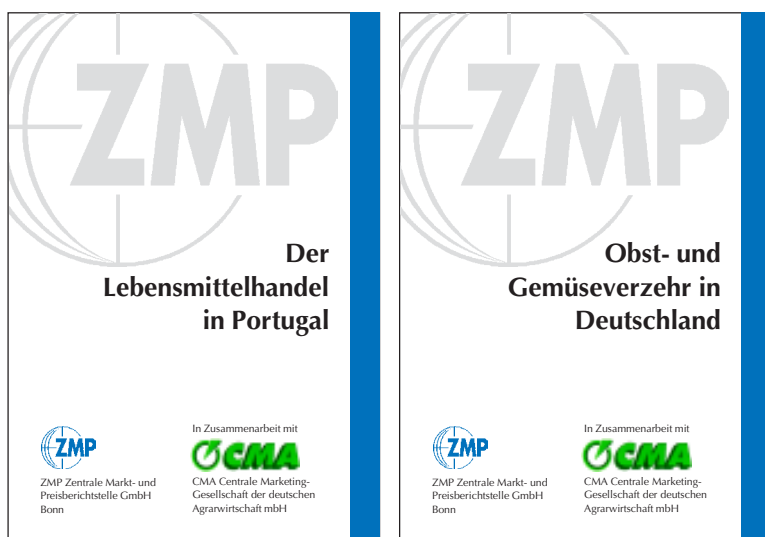 ZMP
Der
Lebensmittelhandel
in Portugal
ZMP
ZMP Zentrale Markt- und
Preisberichtstelle GmbH
Bonn
In Zusammenarbeit mit
CMA
CMA Centrale Marketing-
Gesellschaft der deutschen
Agrarwirtschaft mbH
ZMP
Obst- und
Gemüseverzehr in
Deutschland
ZMP
ZMP Zentrale Markt- und
Preisberichtstelle GmbH
Bonn
In Zusammenarbeit mit
CMA
CMA Centrale Marketing-
Gesellschaft der deutschen
Agrarwirtschaft mbH